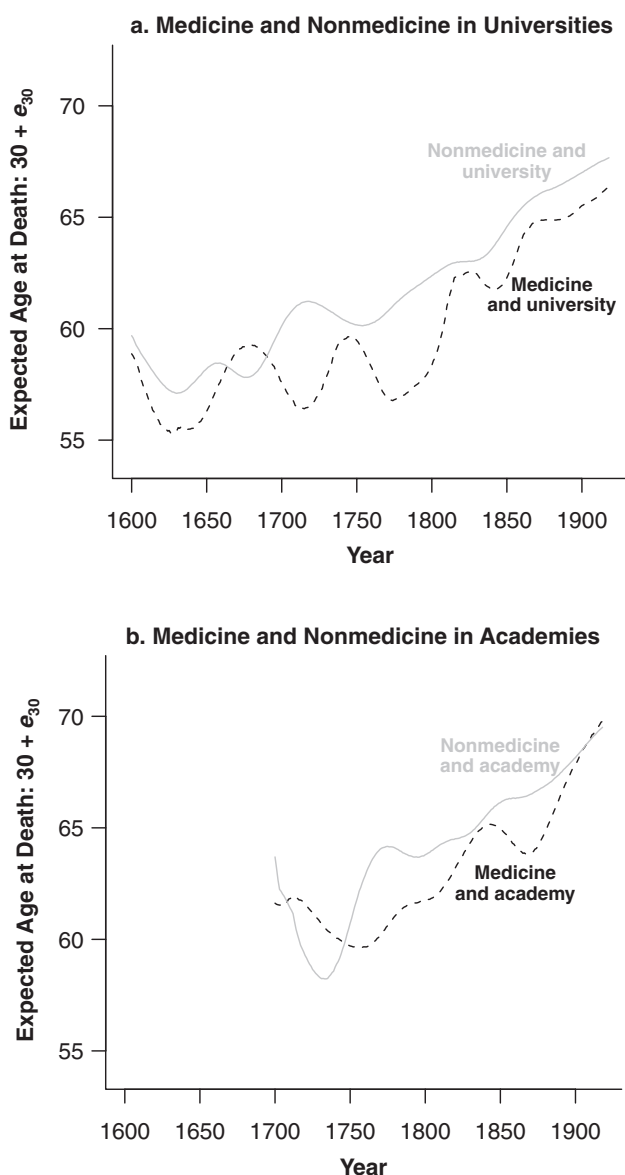 a. Medicine and Nonmedicine in Universities
Expected Age at Death: 30 + e30
70
65
60
55
Nonmedicine and
university
Medicine
and university
1600 1650 1700 1750 1800 1850 1900
Year
b. Medicine and Nonmedicine in Academies
Expected Age at Death: 30 + e30
70
65
60
55
Nonmedicine
and academy
Medicine
and academy
1600 1650 1700 1750 1800 1850 1900
Year